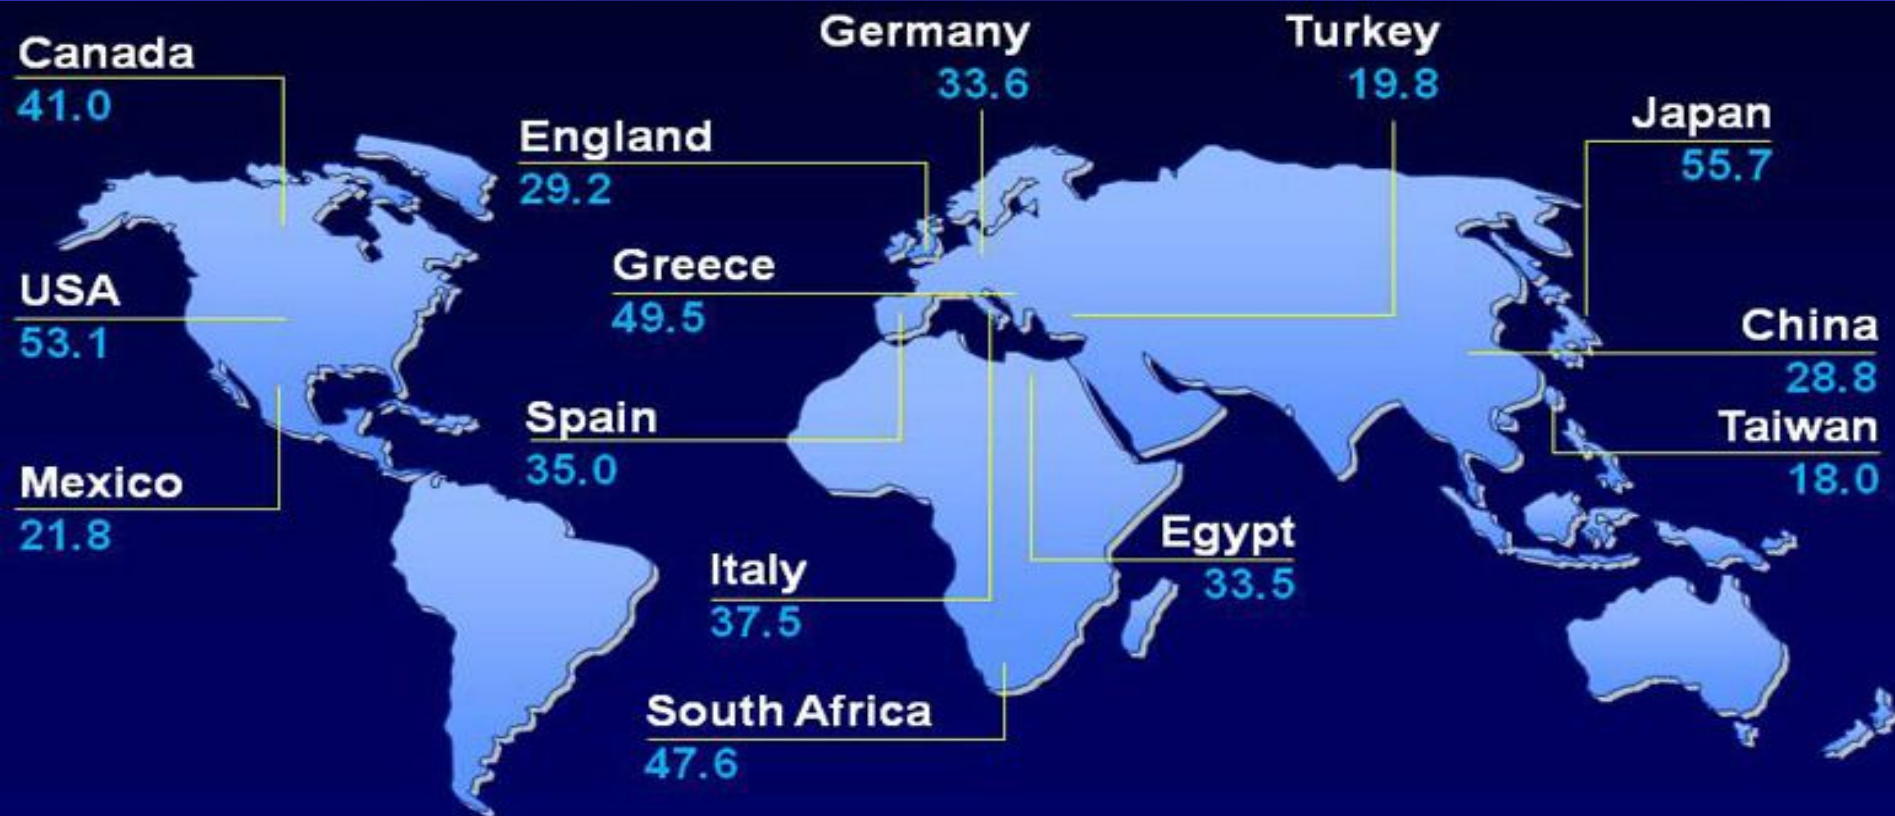 Canada
41.0
Germany
33.6
Turkey
19.8
Japan
55.7
England
29.2
USA
53.1
Greece
49.5
China
28.8
Spain
35.0
Taiwan
18.0
Mexico
21.8
Egypt
33.5
Italy
37.5
South Africa
47.6